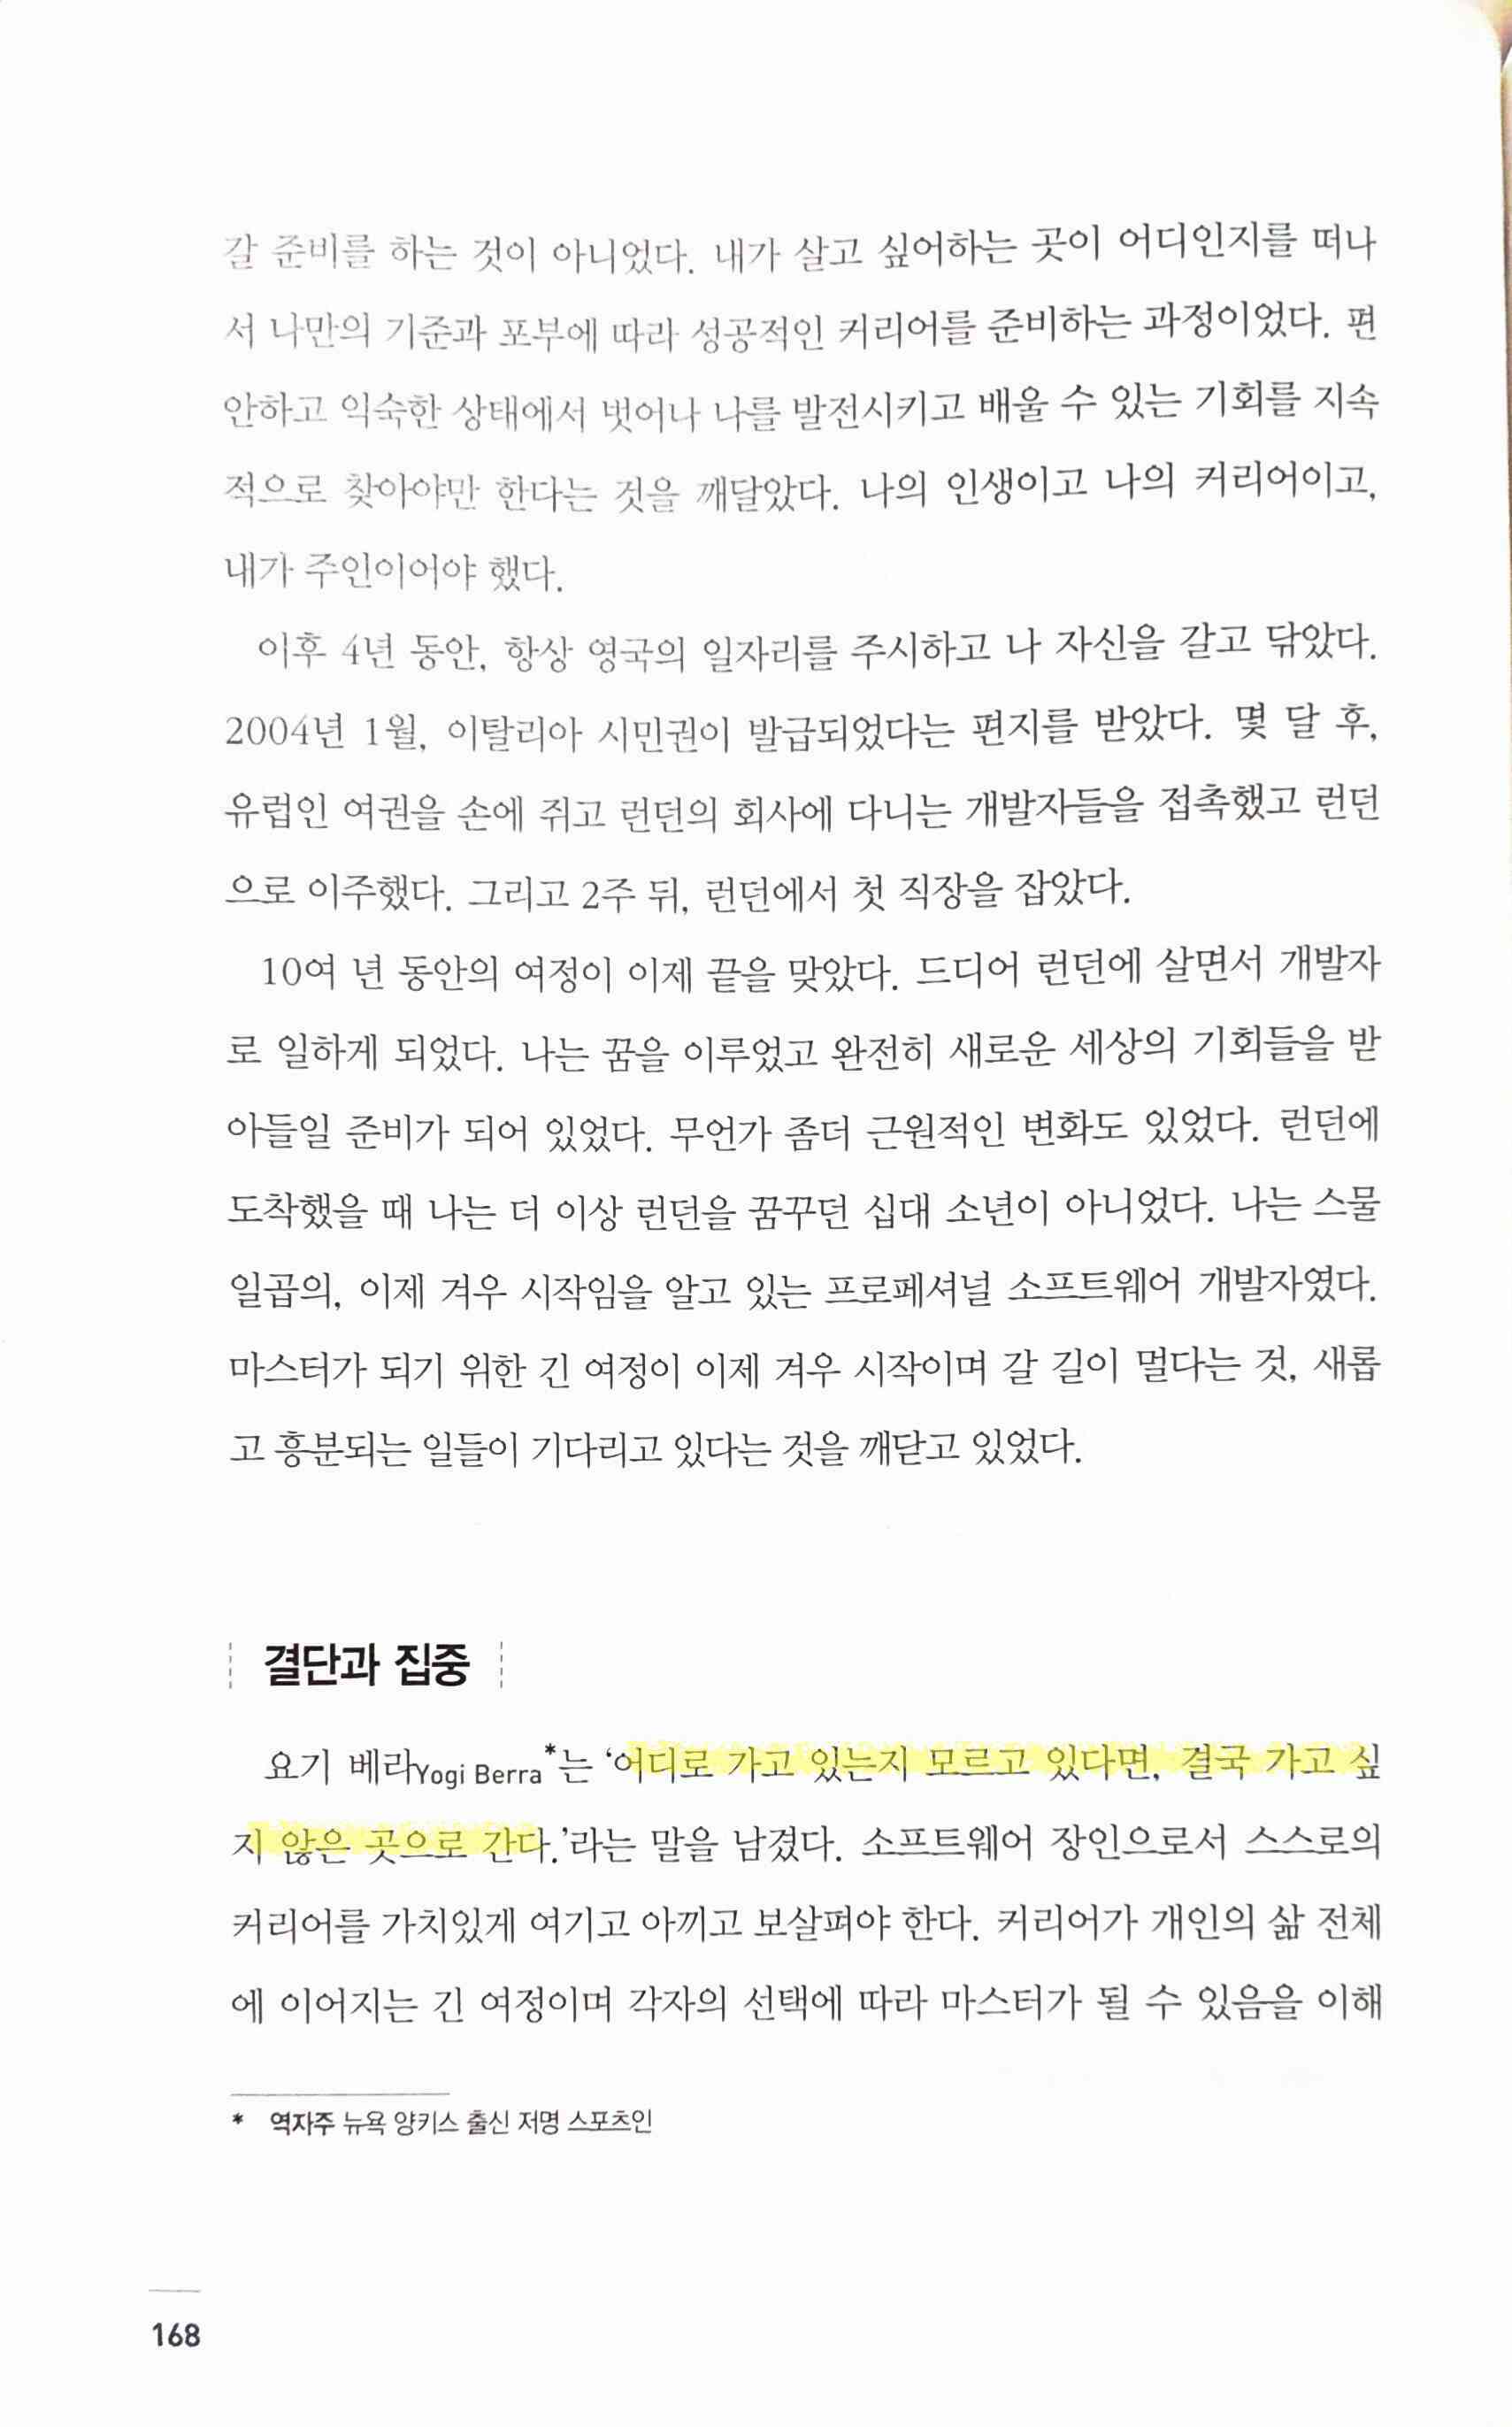 갈 준비를 하는 것이 아니었다. 내가 살고 싶어하는 곳이 어디인지를 떠나
서 나만의 기준과 포부에 따라 성공적인 커리어를 준비하는 과정이었다. 편
안하고 익숙한 상태에서 벗어나 나를 발전시키고 배울 수 있는 기회를 지속
적으로 찾아야만 한다는 것을 깨달았다. 나의 인생이고 나의 커리어이고,
내가 주인이어야 했다.
이후 4년 동안, 항상 영국의 일자리를 주시하고 나 자신을 갈고 닦았다.
2004년 1월, 이탈리아 시민권이 발급되었다는 편지를 받았다. 몇 달 후,
유럽인 여권을 손에 쥐고 런던의 회사에 다니는 개발자들을 접촉했고 런던
으로 이주했다. 그리고 2주 뒤, 런던에서 첫 직장을 잡았다.
10여 년 동안의 여정이 이제 끝을 맞았다. 드디어 런던에 살면서 개발자
로 일하게 되었다. 나는 꿈을 이루었고 완전히 새로운 세상의 기회들을 받
아들일 준비가 되어 있었다. 무언가 좀더 근원적인 변화도 있었다. 런던에
도착했을 때 나는 더 이상 런던을 꿈꾸던 십대 소년이 아니었다. 나는 스물
일곱의, 이제 겨우 시작임을 알고 있는 프로페셔널 소프트웨어 개발자였다.
마스터가 되기 위한 긴 여정이 이제 겨우 시작이며 갈 길이 멀다는 것, 새롭
고 흥분되는 일들이 기다리고 있다는 것을 깨닫고 있었다.
결단과 집중
요기 베라Yogi Berra*는 ‘어디로 가고 있는지 모르고 있다면, 결국 가고 싶
지 않은 곳으로 간다.’라는 말을 남겼다. 소프트웨어 장인으로서 스스로의
커리어를 가치있게 여기고 아끼고 보살펴야 한다. 커리어가 개인의 삶 전체
에 이어지는 긴 여정이며 각자의 선택에 따라 마스터가 될 수 있음을 이해
* 역자주 뉴욕 양키스 출신 저명 스포츠인
168